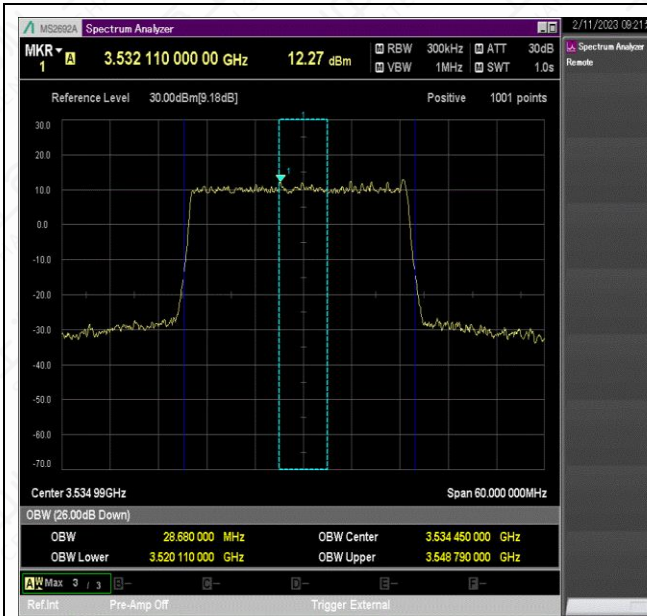 MS2692A Spectrum Analyzer
2/11/2023 09:21:5
MKR 1 A 3.532 110 000 00 GHz 12.27 dBm
RBW 300kHz ATT 30dB
VBW 1MHz SWT 1.0s
Spectrum Analyzer
Remote
Reference Level 30.00dBm[9.18dB] Positive 1001 points
30.0
20.0
10.0
0.0
-10.0
-20.0
-30.0
-40.0
-50.0
-60.0
-70.0
1
1
Center 3.534 99GHz Span 60.000 000MHz
OBW (26.00dB Down)
OBW 28.680 000 MHz OBW Center 3.534 450 000 GHz
OBW Lower 3.520 110 000 GHz OBW Upper 3.548 790 000 GHz
A W Max 3 / 3 B- C- D- E- F-
Ref.Int Pre-Amp Off Trigger External